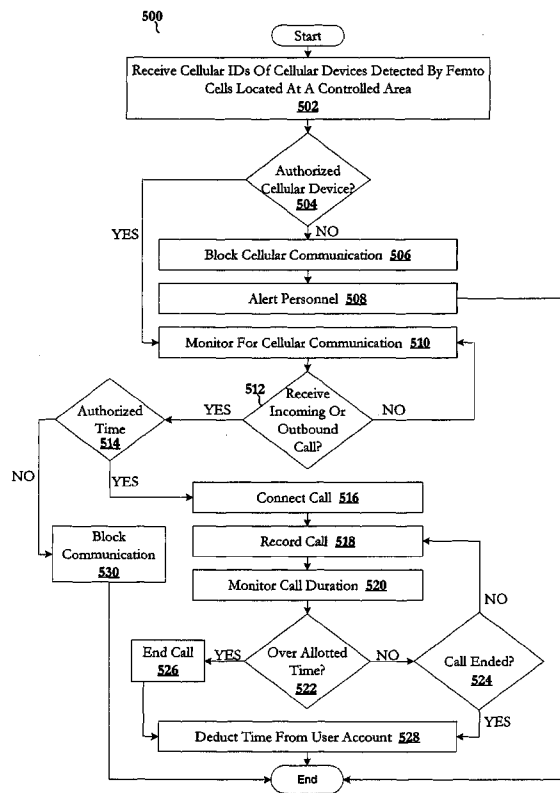 500
Start
Receive Cellular IDs Of Cellular Devices Detected By Femto
Cells Located At A Controlled Area
502
Authorized
Cellular Device?
504
YES
NO
Block Cellular Communication 506
Alert Personnel 508
Monitor For Cellular Communication 510
512
Receive
Incoming Or
Outbound
Call?
YES
NO
Authorized
Time
514
NO
YES
Connect Call 516
Block
Communication
530
Record Call 518
Monitor Call Duration 520
NO
End Call
526
YES
Over Allotted
Time?
522
NO
Call Ended?
524
YES
Deduct Time From User Account 528
End